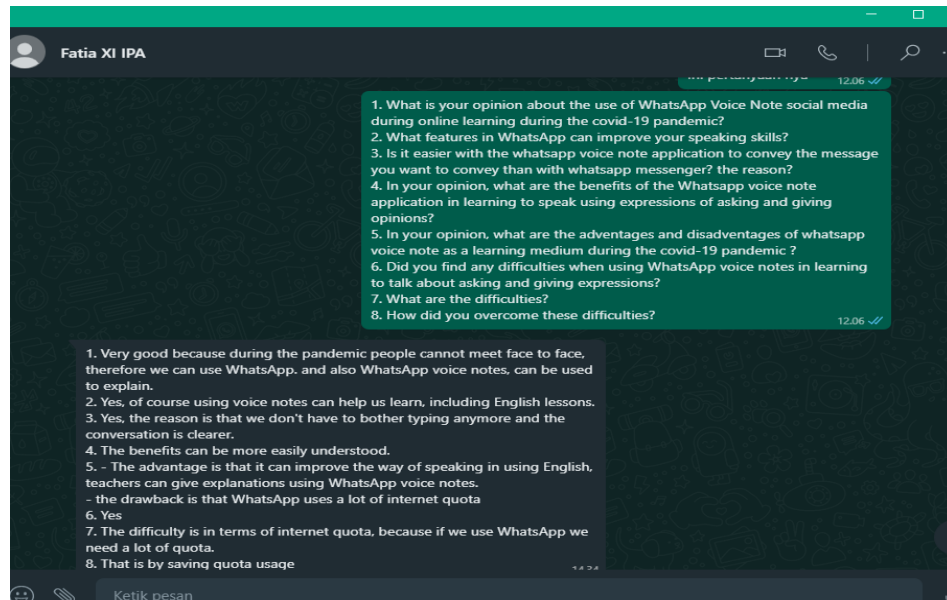 Fatia XI IPA
12.06
1. What is your opinion about the use of WhatsApp Voice Note social media
during online learning during the covid-19 pandemic?
2. What features in WhatsApp can improve your speaking skills?
3. Is it easier with the whatsapp voice note application to convey the message
you want to convey than with whatsapp messenger? the reason?
4. In your opinion, what are the benefits of the Whatsapp voice note
application in learning to speak using expressions of asking and giving
opinions?
5. In your opinion, what are the adventages and disadventages of whatsapp
voice note as a learning medium during the covid-19 pandemic ?
6. Did you find any difficulties when using WhatsApp voice notes in learning
to talk about asking and giving expressions?
7. What are the difficulties?
8. How did you overcome these difficulties?
12.06
1. Very good because during the pandemic people cannot meet face to face,
therefore we can use WhatsApp. and also WhatsApp voice notes, can be used
to explain.
2. Yes, of course using voice notes can help us learn, including English lessons.
3. Yes, the reason is that we don't have to bother typing anymore and the
conversation is clearer.
4. The benefits can be more easily understood.
5. - The advantage is that it can improve the way of speaking in using English,
teachers can give explanations using WhatsApp voice notes.
- the drawback is that WhatsApp uses a lot of internet quota
6. Yes
7. The difficulty is in terms of internet quota, because if we use WhatsApp we
need a lot of quota.
8. That is by saving quota usage
Ketik pesan